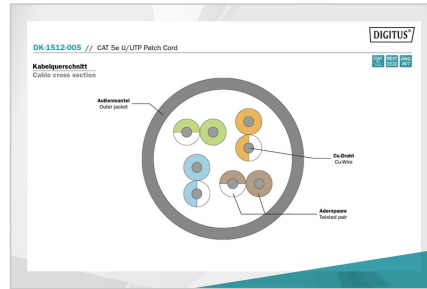 DIGITUS®
DK-1512-005 // CAT 5e U/UTP Patch Cord
Kabelquerschnitt
Cable cross section
Außenmantel
Outer jacket
Cu-Draht
Cu-Wire
Adernpaare
Twisted pair